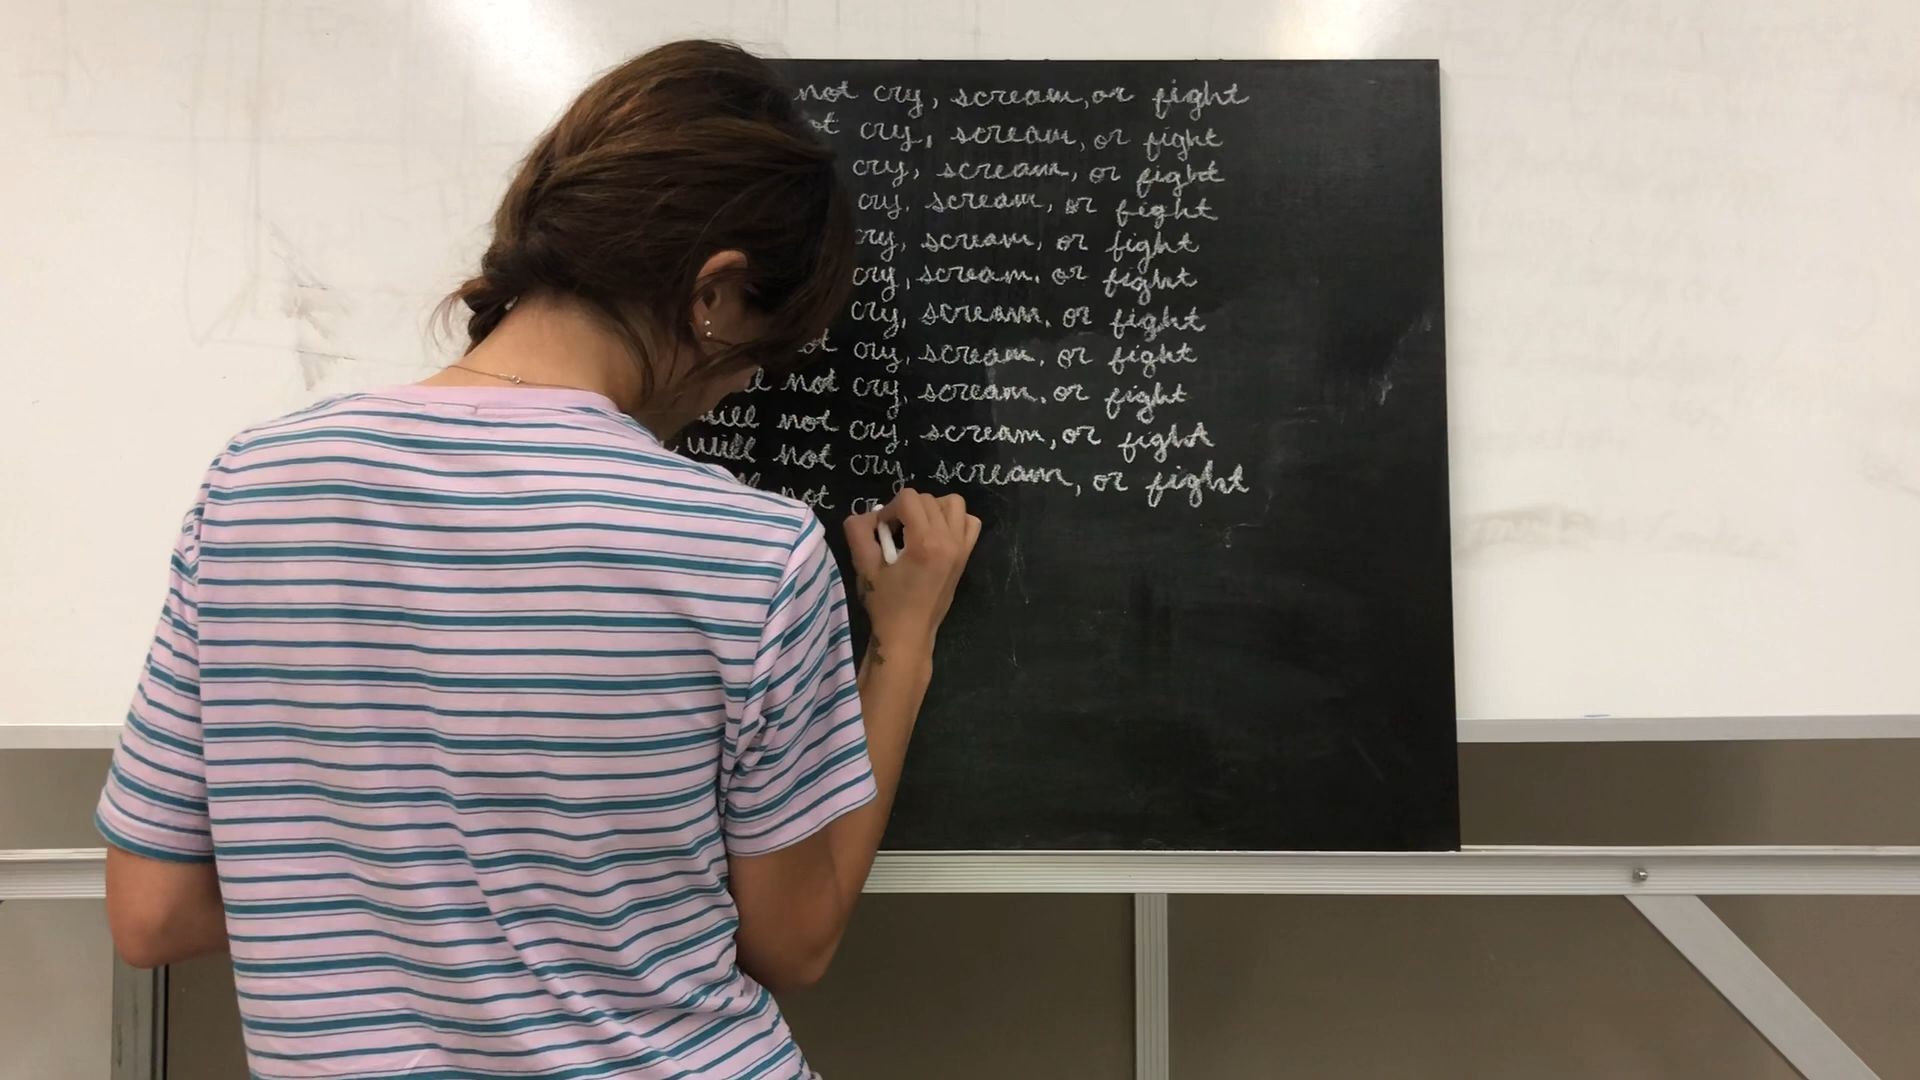 not cry, scream, or fight
cry, scream, or fight
cry, scream, or fight
cry, scream, or fight
cry, scream, or fight
cry, scream, or fight
cry, scream, or fight
cry, scream, or fight
not cry, scream, or fight
will not cry, scream, or fight
will not cry, scream, or fight
not